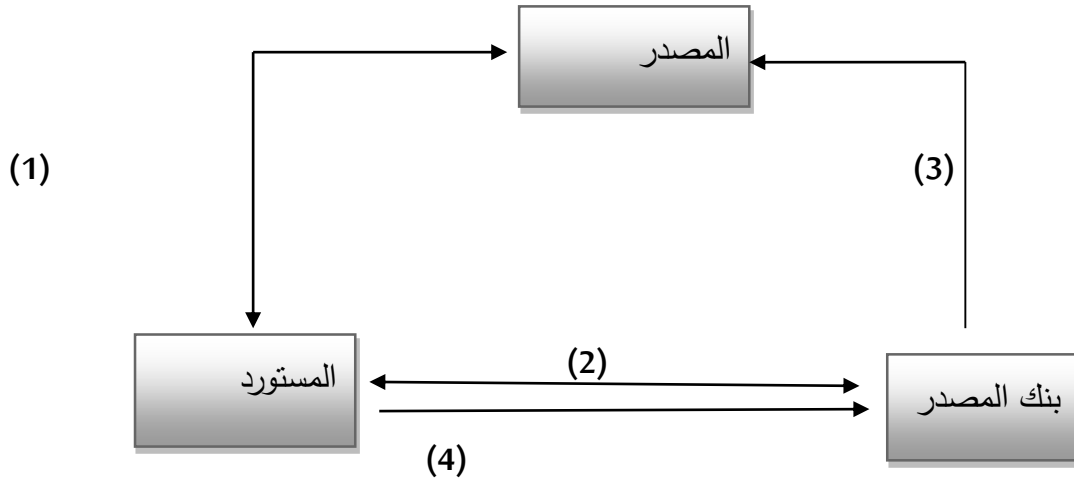 المصدر
(1)
(3)
المستورد
(2)
بنك المصدر
(4)